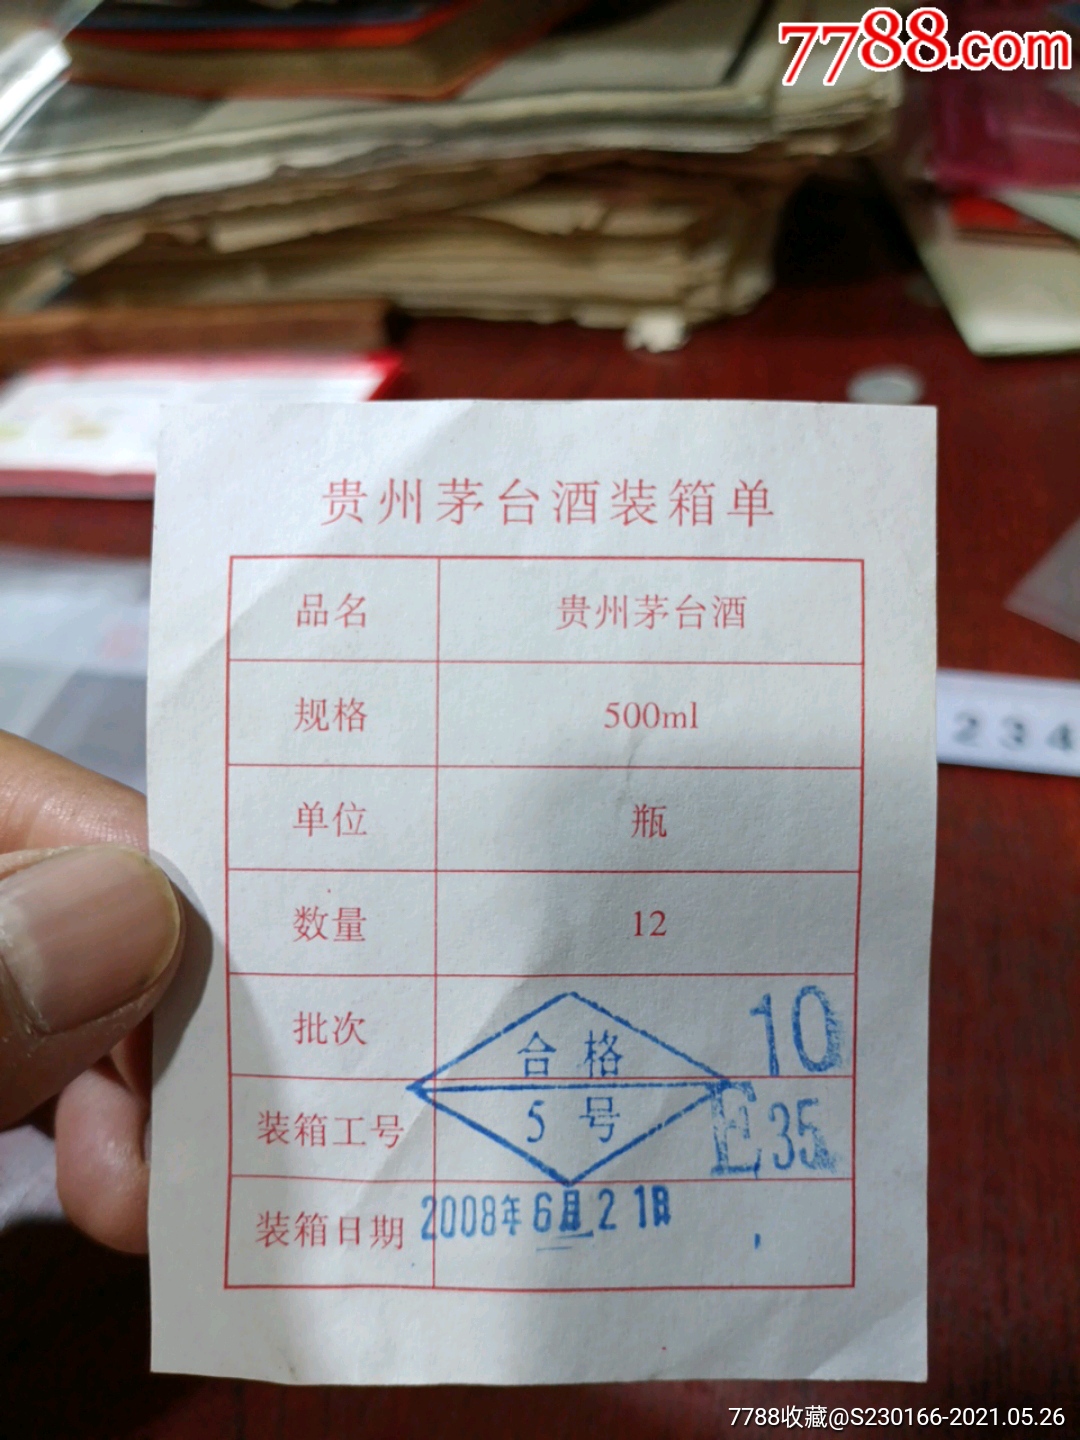 7788.com
贵州茅台酒装箱单
品名 贵州茅台酒
规格 500ml
单位 瓶
234
数量 12
批次 合格 10
装箱工号 5号 E35
装箱日期 2008年6月21日
7788收藏@S230166-2021.05.26